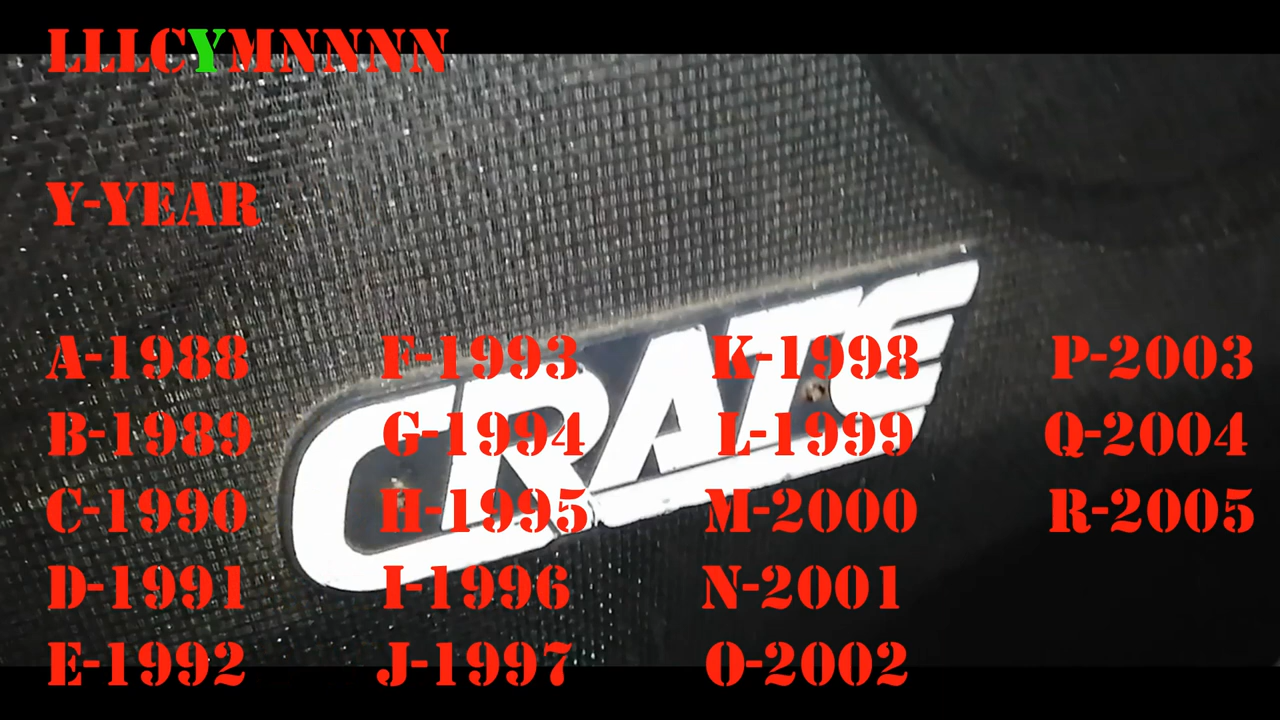 LLLCYMNNNN
Y-YEAR
CRATE
A-1988 F-1993 K-1998 P-2003
B-1989 G-1994 L-1999 Q-2004
C-1990 H-1995 M-2000 R-2005
D-1991 I-1996 N-2001
E-1992 J-1997 O-2002